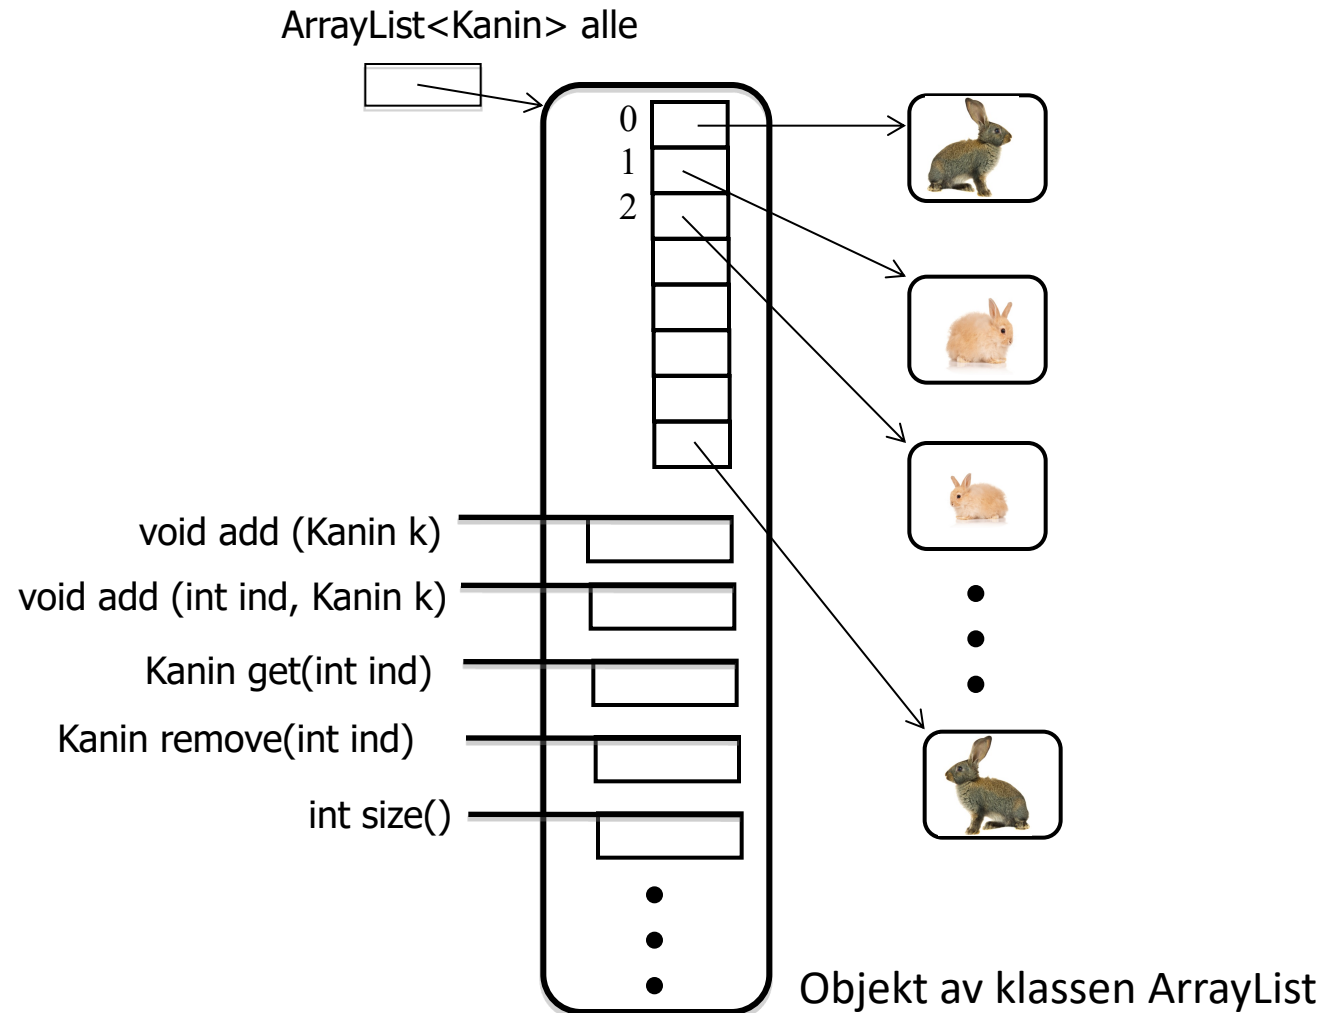 ArrayList<Kanin> alle
0
1
2
void add (Kanin k)
void add (int ind, Kanin k)
Kanin get(int ind)
Kanin remove(int ind)
int size()
Objekt av klassen ArrayList